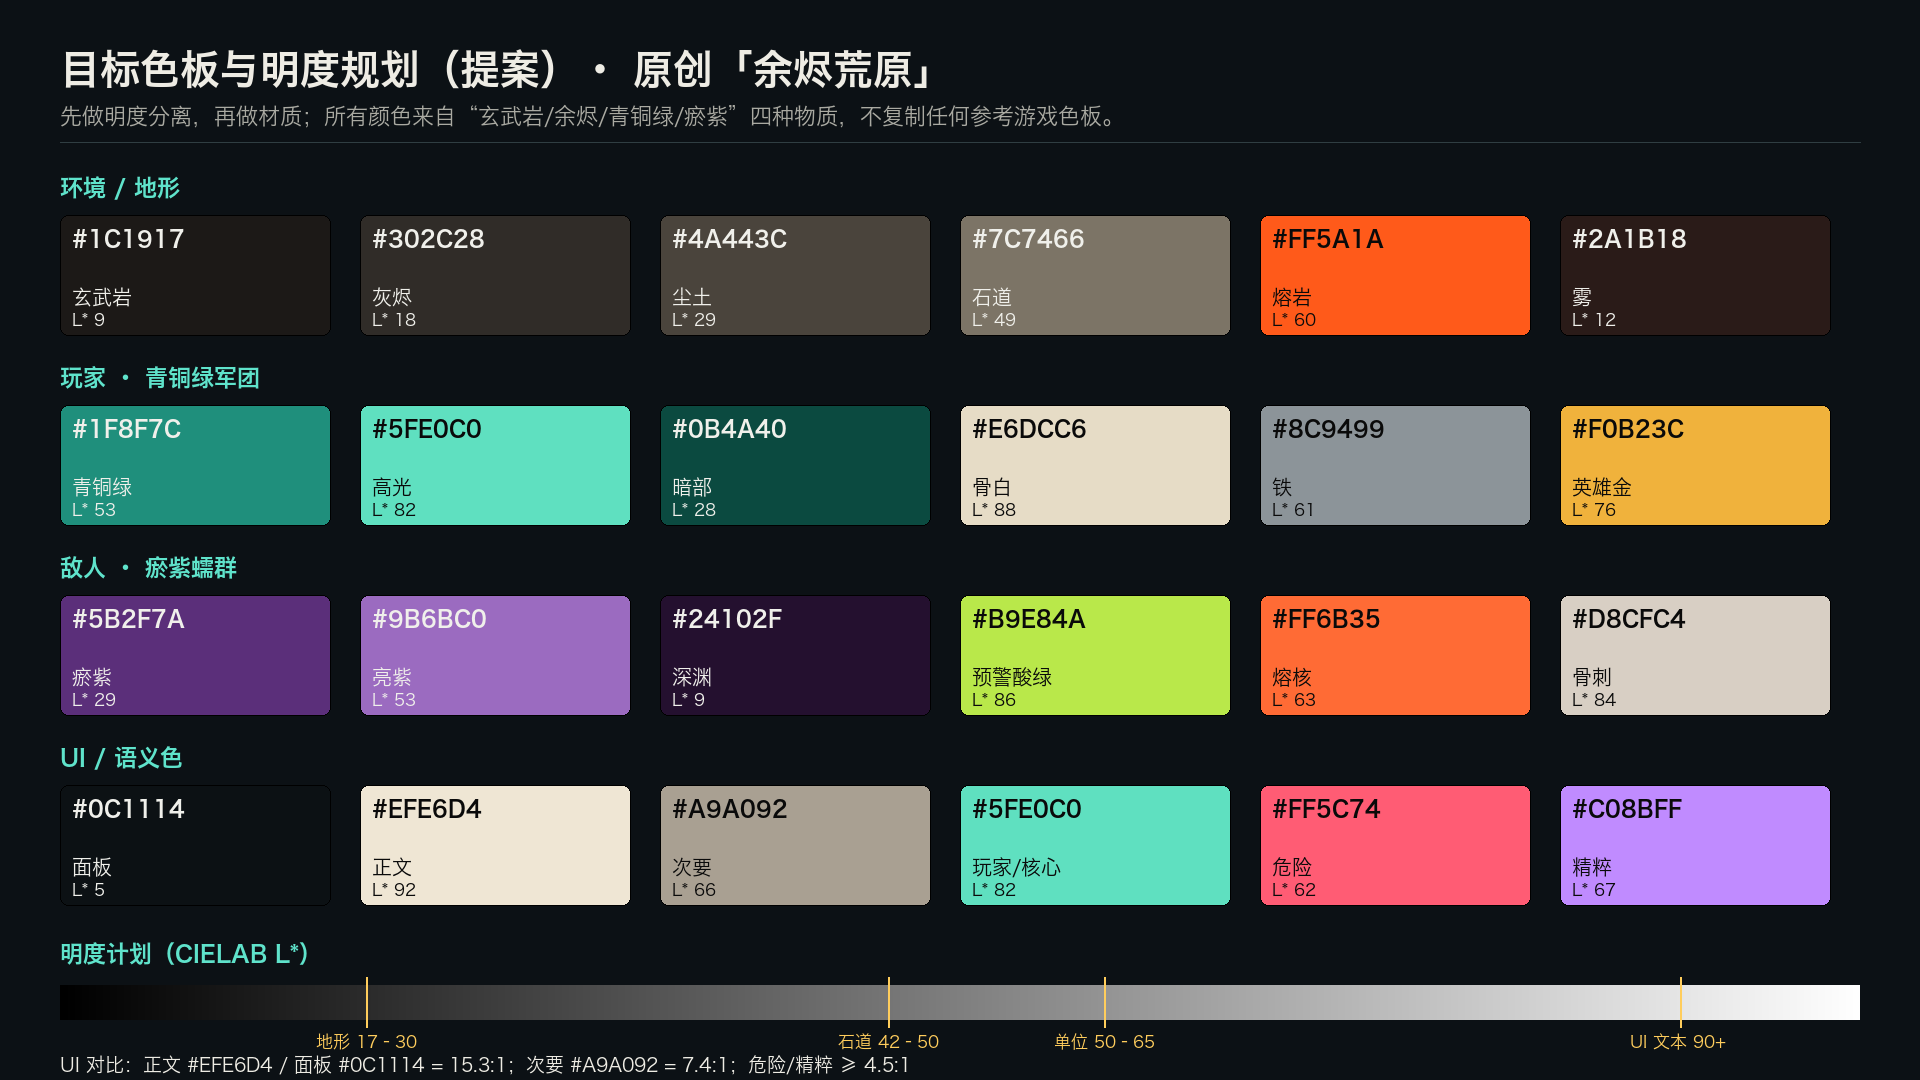 目标色板与明度规划（提案） · 原创「余烬荒原」
先做明度分离，再做材质；所有颜色来自“玄武岩/余烬/青铜绿/瘀紫”四种物质，不复制任何参考游戏色板。
环境 / 地形
#1C1917 #302C28 #4A443C #7C7466 #FF5A1A #2A1B18
玄武岩 灰烬 尘土 石道 熔岩 雾
L* 9 L* 18 L* 29 L* 49 L* 60 L* 12
玩家 · 青铜绿军团
#1F8F7C #5FE0C0 #0B4A40 #E6DCC6 #8C9499 #F0B23C
青铜绿 高光 暗部 骨白 铁 英雄金
L* 53 L* 82 L* 28 L* 88 L* 61 L* 76
敌人 · 瘀紫蠕群
#5B2F7A #9B6BC0 #24102F #B9E84A #FF6B35 #D8CFC4
瘀紫 亮紫 深渊 预警酸绿 熔核 骨刺
L* 29 L* 53 L* 9 L* 86 L* 63 L* 84
UI / 语义色
#0C1114 #EFE6D4 #A9A092 #5FE0C0 #FF5C74 #C08BFF
面板 正文 次要 玩家/核心 危险 精粹
L* 5 L* 92 L* 66 L* 82 L* 62 L* 67
明度计划（CIELAB L*）
地形 17 - 30 石道 42 - 50 单位 50 - 65 UI 文本 90+
UI 对比：正文 #EFE6D4 / 面板 #0C1114 = 15.3:1；次要 #A9A092 = 7.4:1；危险/精粹 ≥ 4.5:1